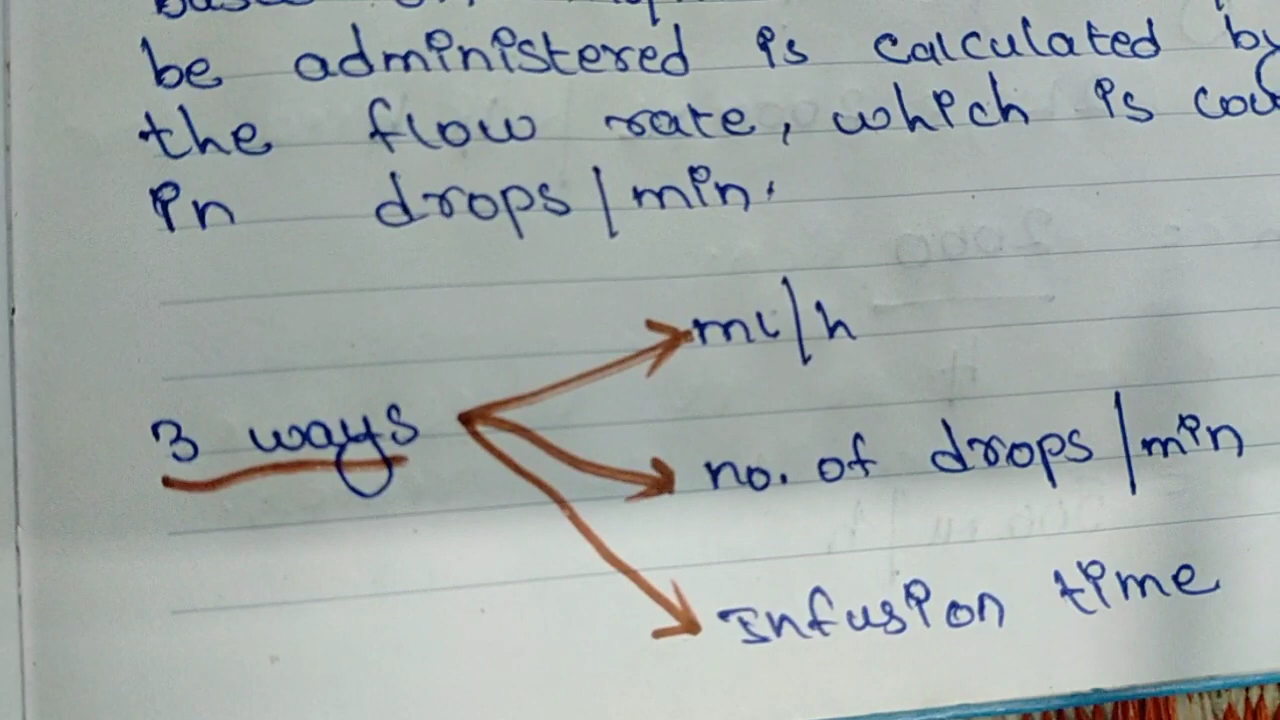 be administered is calculated by
the flow rate, which is
in drops/min.
ml/h
3 ways
no. of drops/min
Infusion time